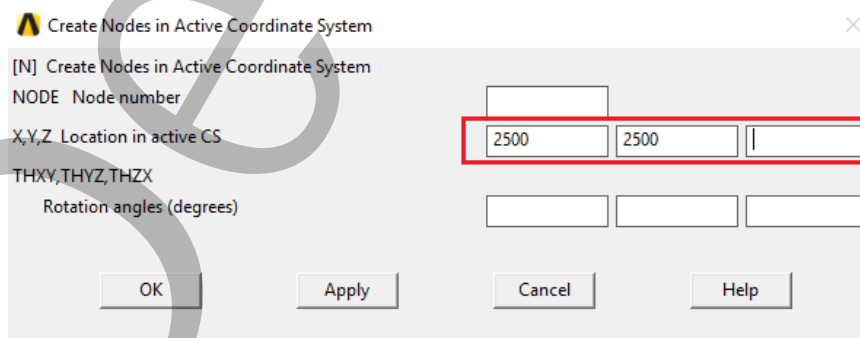 Create Nodes in Active Coordinate System
[N] Create Nodes in Active Coordinate System
NODE Node number
X,Y,Z Location in active CS 2500 2500
THXY,THYZ,THZX
Rotation angles (degrees)
OK Apply Cancel Help